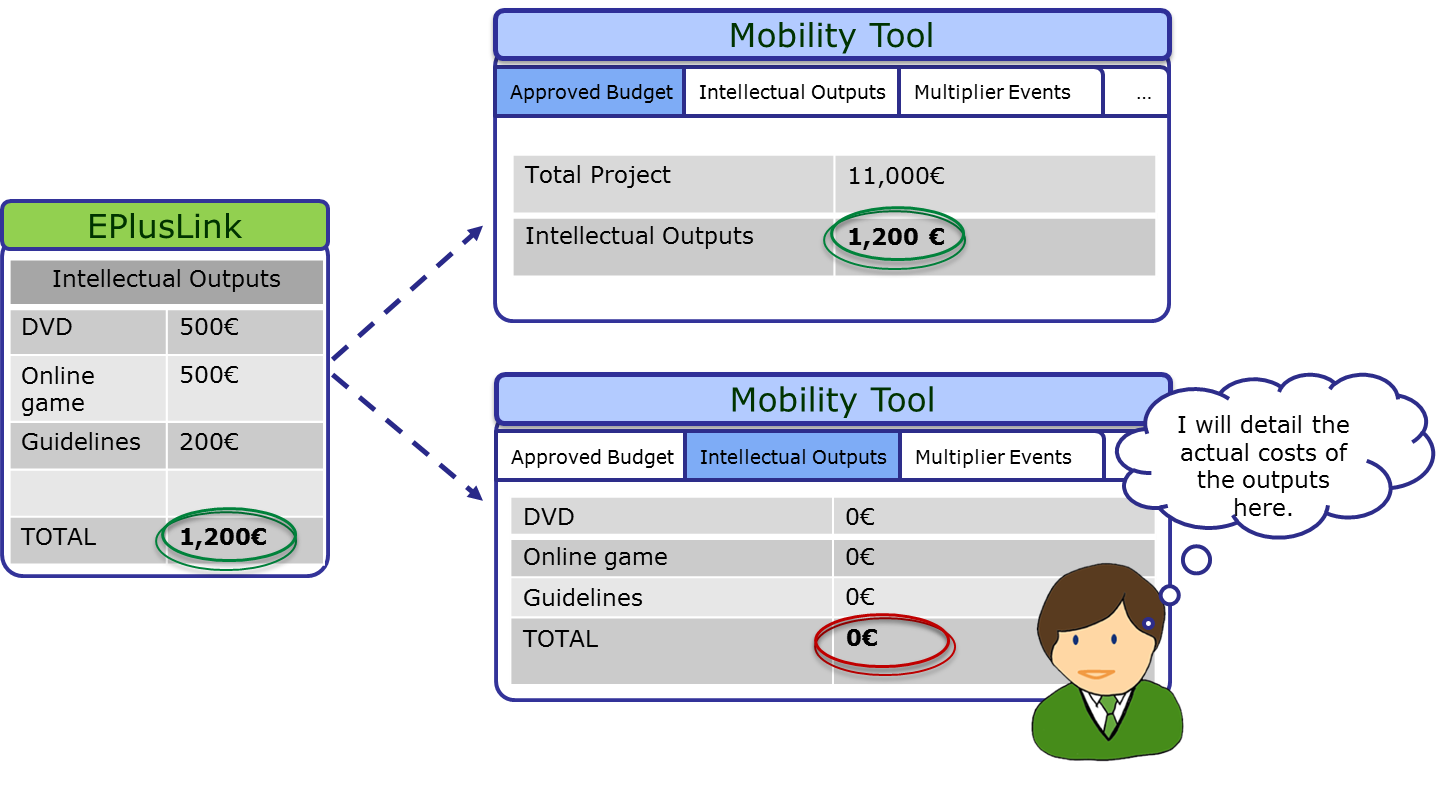 EPlusLink
Intellectual Outputs
DVD 500€
Online game 500€
Guidelines 200€
TOTAL 1,200€
Mobility Tool
Approved Budget Intellectual Outputs Multiplier Events ...
Total Project 11,000€
Intellectual Outputs 1,200 €
Mobility Tool
Approved Budget Intellectual Outputs Multiplier Events
DVD 0€
Online game 0€
Guidelines 0€
TOTAL 0€
I will detail the
actual costs of
the outputs
here.